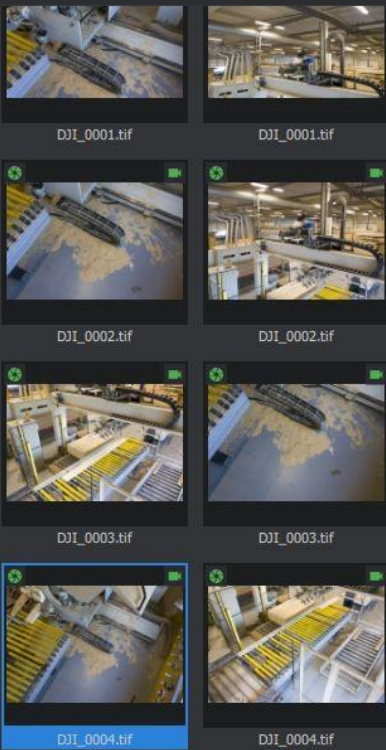 DJI_0001.tif DJI_0001.tif
DJI_0002.tif DJI_0002.tif
DJI_0003.tif DJI_0003.tif
DJI_0004.tif DJI_0004.tif